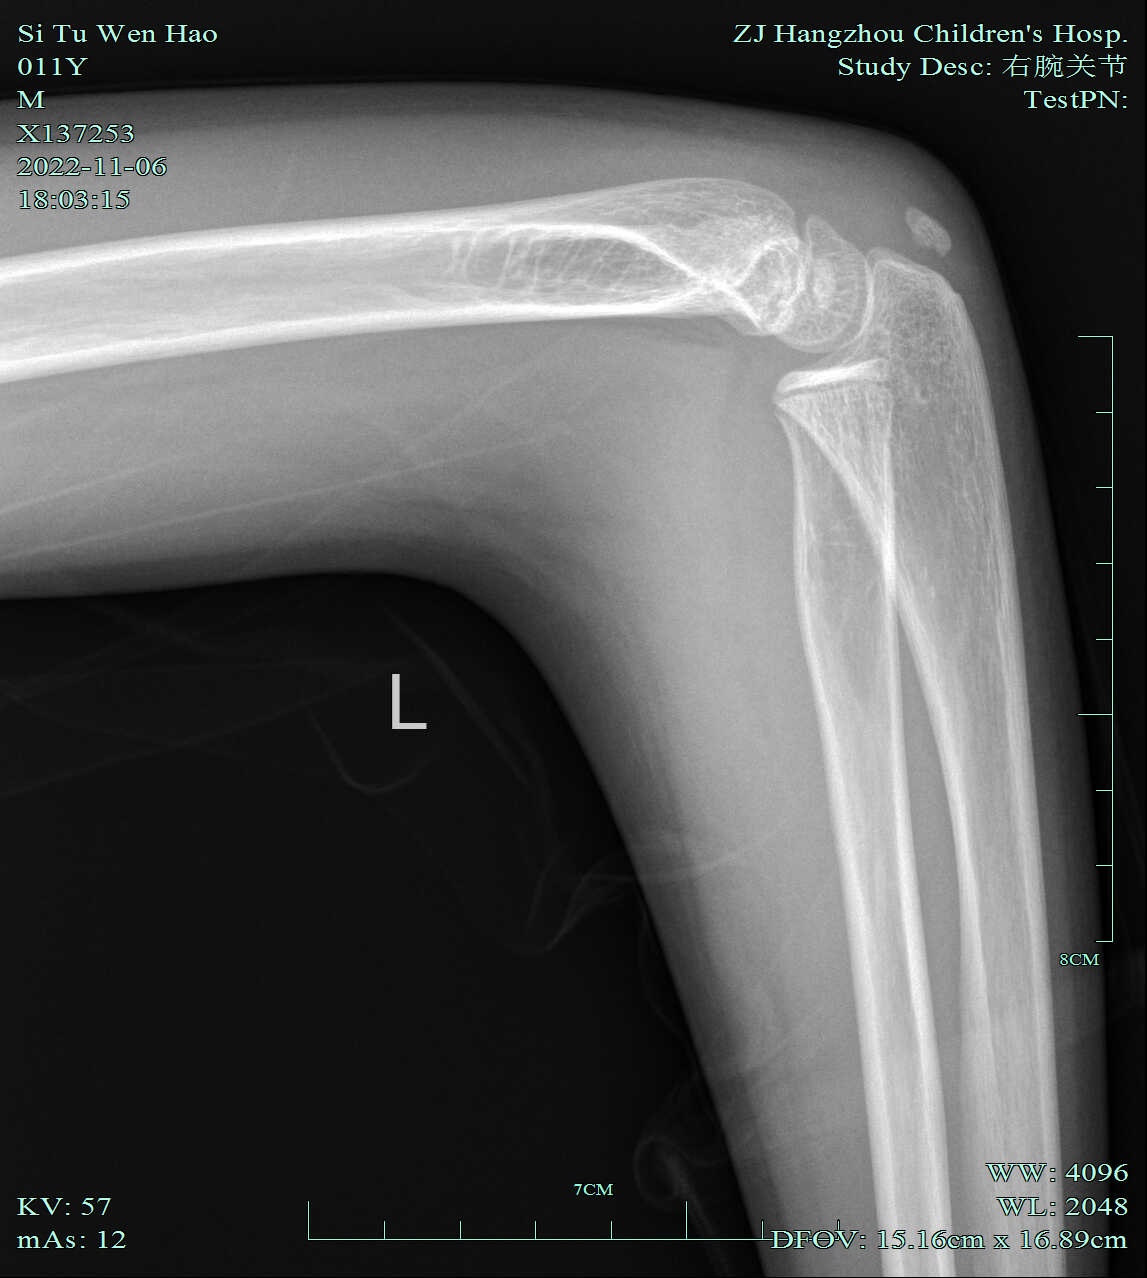 Si Tu Wen Hao
011Y
M
X137253
2022-11-06
18:03:15
ZJ Hangzhou Children's Hosp.
Study Desc: 右腕关节
TestPN:
L
8CM
7CM
KV: 57
mAs: 12
WW: 4096
WL: 2048
DFOV: 15.16cm x 16.89cm